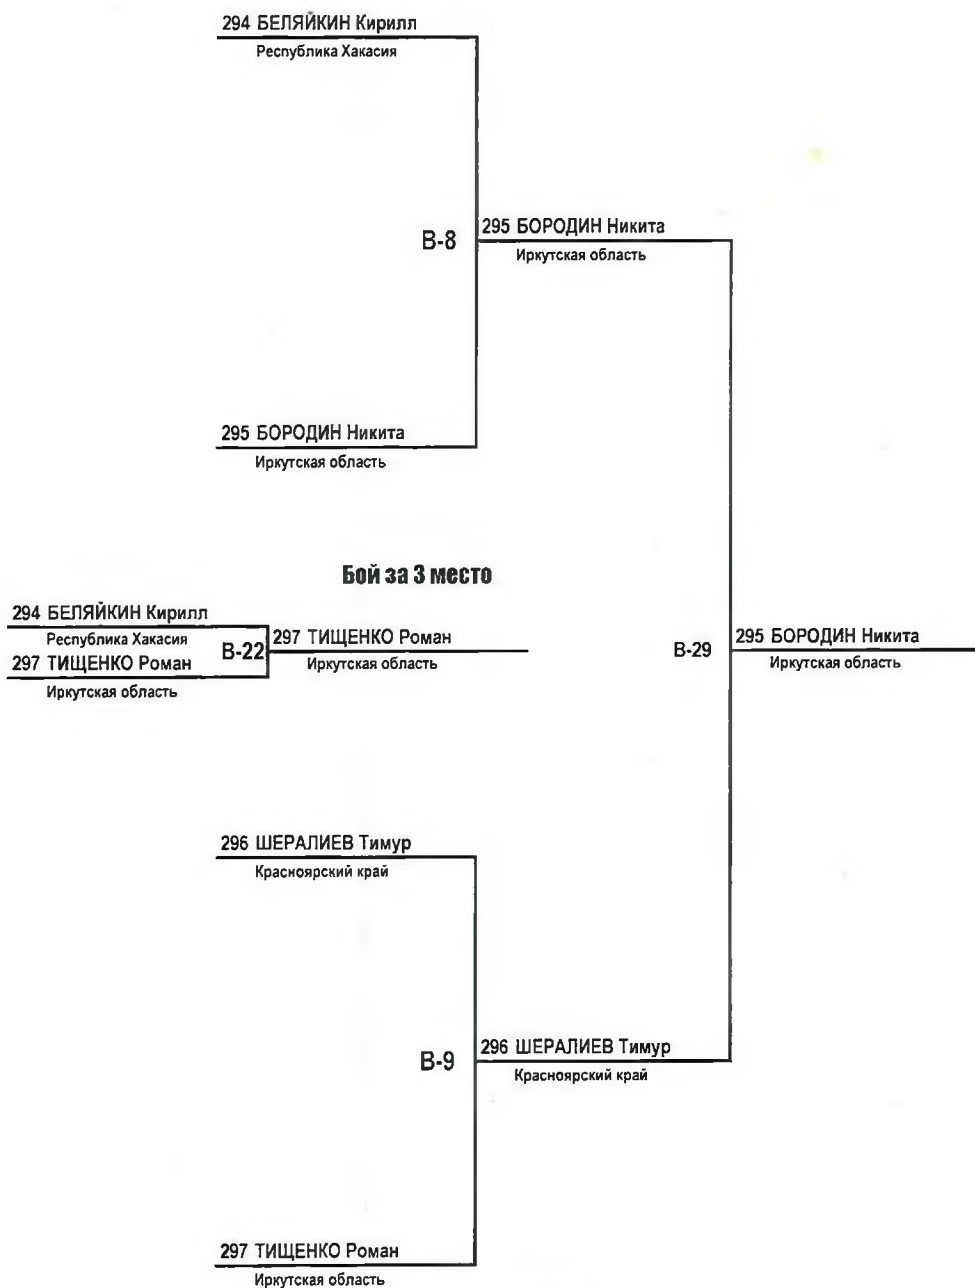 294 БЕЛЯЙКИН Кирилл
Республика Хакасия
B-8
295 БОРОДИН Никита
Иркутская область
295 БОРОДИН Никита
Иркутская область
Бой за 3 место
294 БЕЛЯЙКИН Кирилл
Республика Хакасия
297 ТИЩЕНКО Роман
Иркутская область
B-22
297 ТИЩЕНКО Роман
Иркутская область
B-29
295 БОРОДИН Никита
Иркутская область
296 ШЕРАЛИЕВ Тимур
Красноярский край
B-9
296 ШЕРАЛИЕВ Тимур
Красноярский край
297 ТИЩЕНКО Роман
Иркутская область